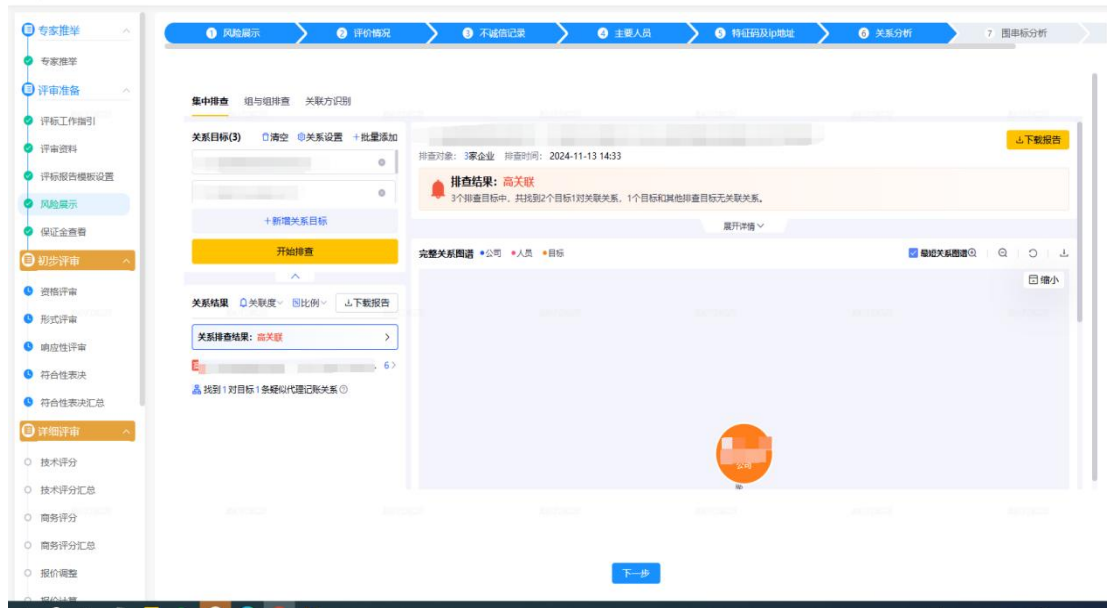 专家推举
专家推举
评审准备
评标工作指引
评审资料
评标报告模板设置
风险展示
保证金查看
初步评审
资格评审
形式评审
响应性评审
符合性表决
符合性表决汇总
详细评审
技术评分
技术评分汇总
商务评分
商务评分汇总
报价调整
1 风险展示 2 评价情况 3 不诚信记录 4 主要人员 5 特征码及ip地址 6 关系分析 7 围串标分析
集中排查 组与组排查 关联方识别
关系目标(3) 清空 关系设置 +批量添加
+新增关系目标
开始排查
关系结果 关联度 比例 下载报告
关系排查结果:高关联
6
找到1对目标1条疑似代理记账关系
下载报告
排查对象: 3家企业 排查时间: 2024-11-13 14:33
排查结果:高关联
3个排查目标中,共找到2个目标1对关联关系,1个目标和其他排查目标无关联关系。
展开详情
完整关系图谱 公司 人员 目标 最近关系图谱
缩小
公司
下一步